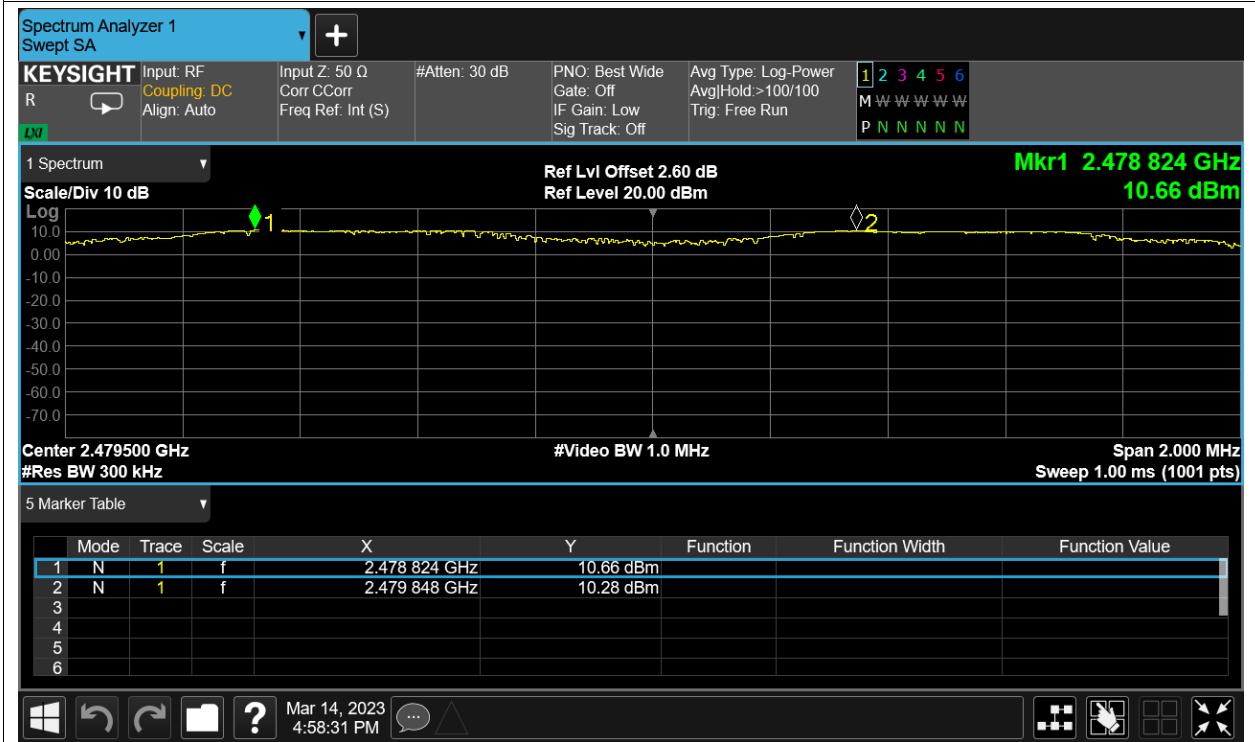 Spectrum Analyzer 1
Swept SA
+
KEYSIGHT
R
LXI
Input: RF
Coupling: DC
Align: Auto
Input Z: 50 Ω
Corr CCorr
Freq Ref: Int (S)
#Atten: 30 dB
PNO: Best Wide
Gate: Off
IF Gain: Low
Sig Track: Off
Avg Type: Log-Power
Avg|Hold:>100/100
Trig: Free Run
1 2 3 4 5 6
M W W W W W
P N N N N N
1 Spectrum
Scale/Div 10 dB
Ref Lvl Offset 2.60 dB
Ref Level 20.00 dBm
Mkr1 2.478 824 GHz
10.66 dBm
Log
1
2
10.0
0.00
-10.0
-20.0
-30.0
-40.0
-50.0
-60.0
-70.0
Center 2.479500 GHz
#Video BW 1.0 MHz
Span 2.000 MHz
#Res BW 300 kHz
Sweep 1.00 ms (1001 pts)
5 Marker Table
Mode Trace Scale X Y Function Function Width Function Value
1 N 1 f 2.478 824 GHz 10.66 dBm
2 N 1 f 2.479 848 GHz 10.28 dBm
3
4
5
6
?
Mar 14, 2023
4:58:31 PM